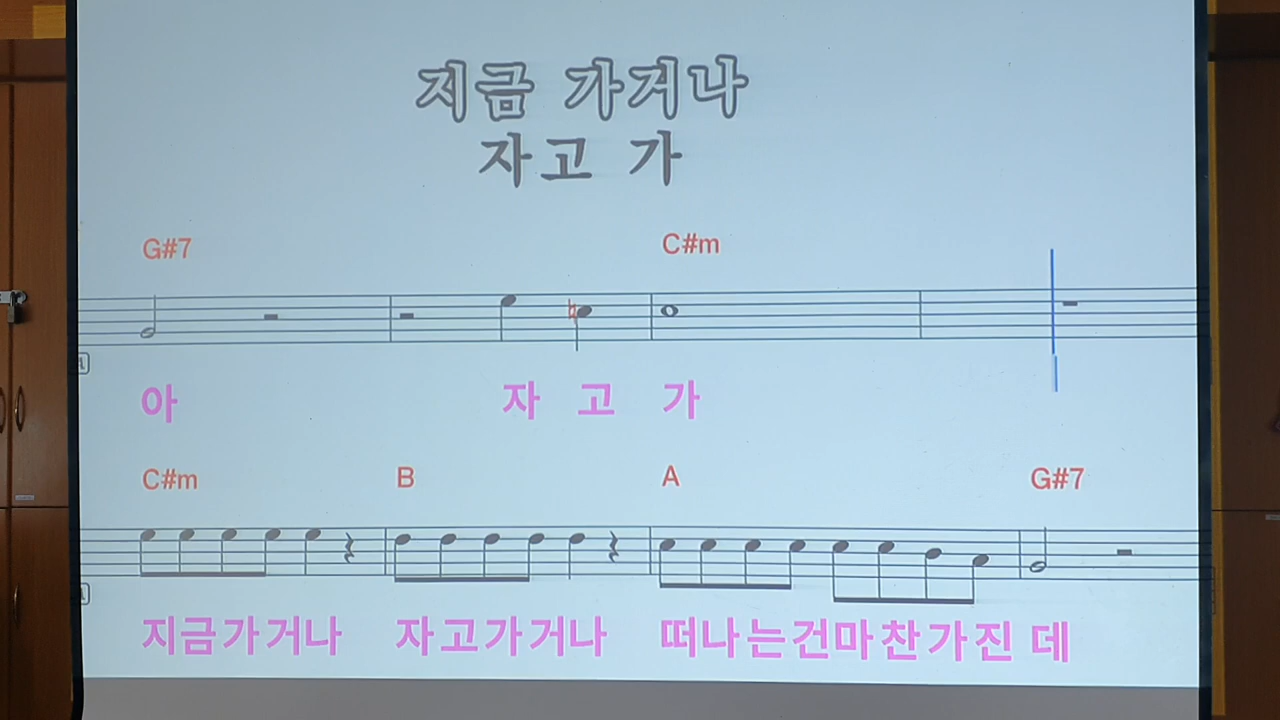 지금 가거나
자고 가
G#7 C#m
아 자 고 가
C#m B A G#7
지금가거나 자고가거나 떠나는건마찬가진 데